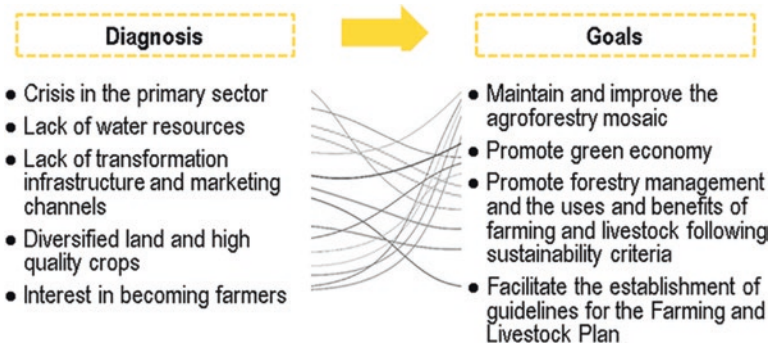 Diagnosis
● Crisis in the primary sector
● Lack of water resources
● Lack of transformation
infrastructure and marketing
channels
● Diversified land and high
quality crops
● Interest in becoming farmers
Goals
● Maintain and improve the
agroforestry mosaic
● Promote green economy
● Promote forestry management
and the uses and benefits of
farming and livestock following
sustainability criteria
● Facilitate the establishment of
guidelines for the Farming and
Livestock Plan